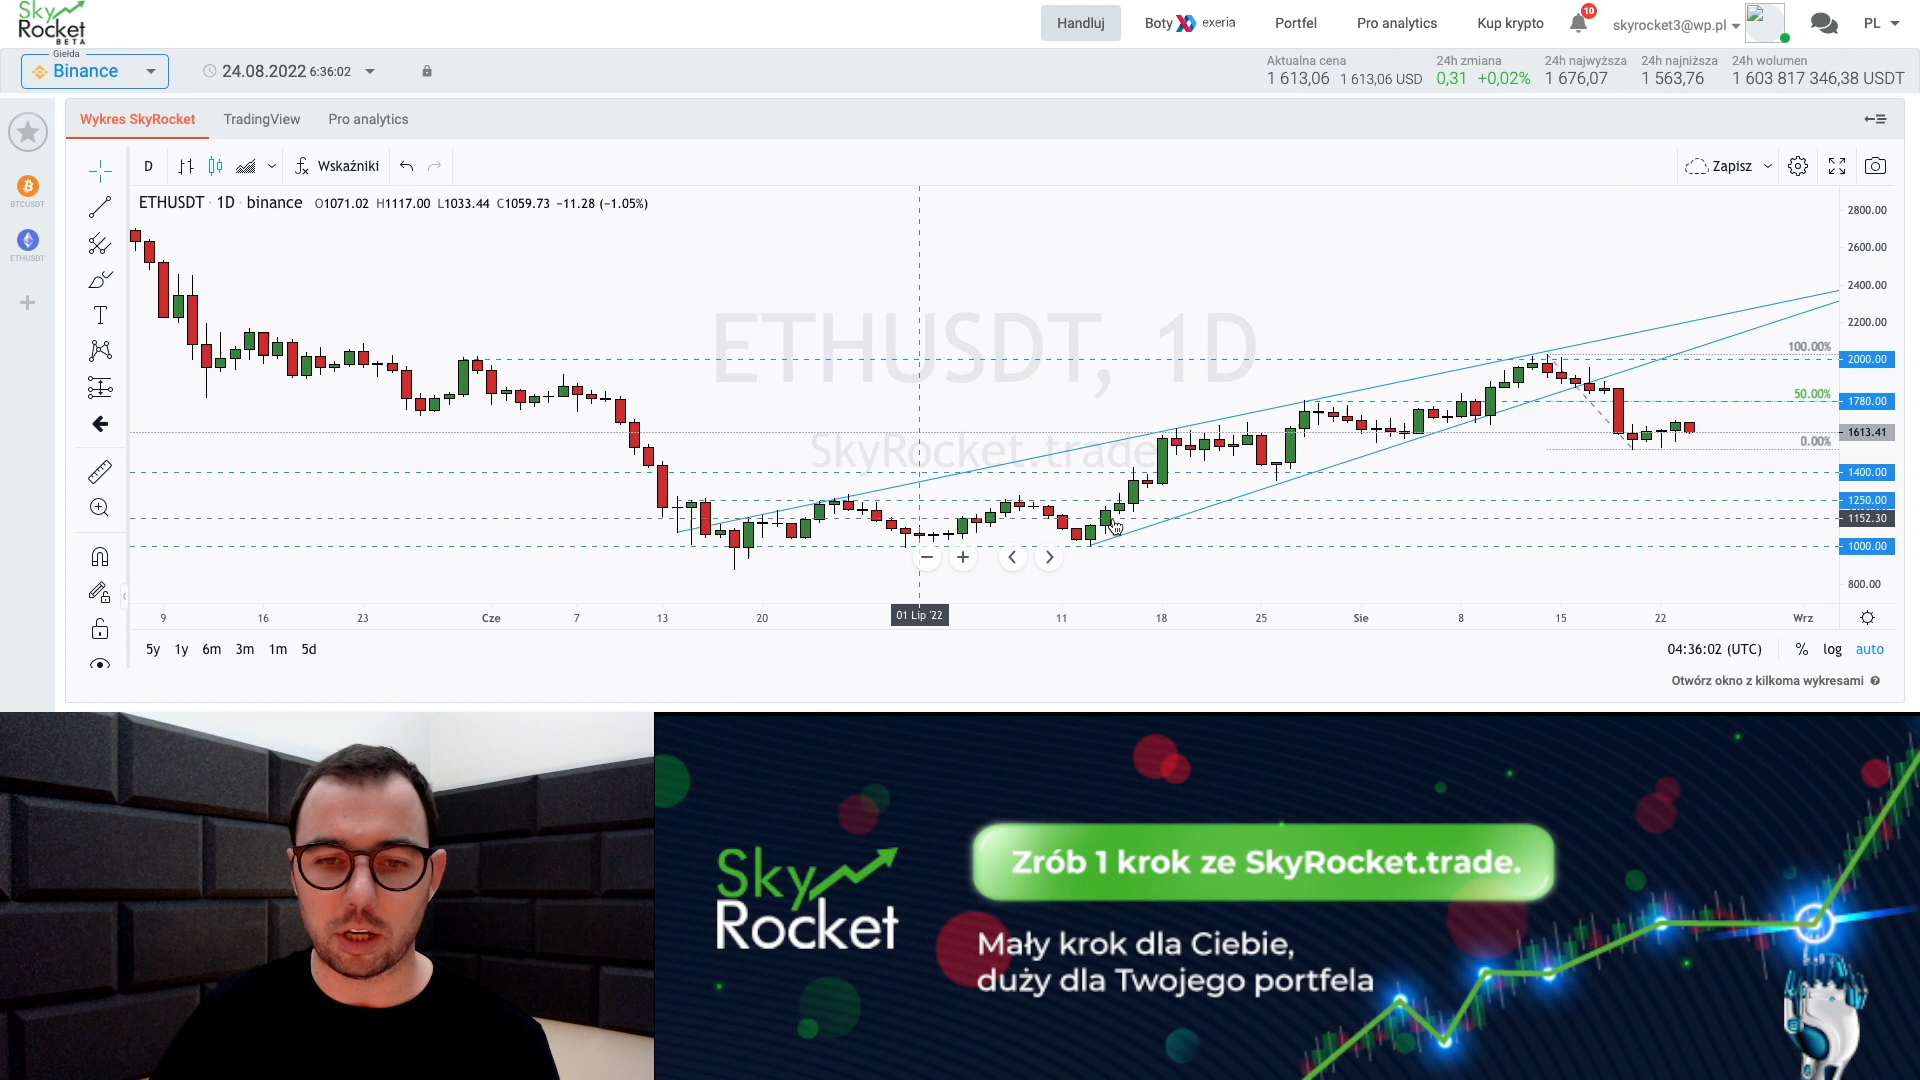 Sky
Rocket
BETA
Handluj
Boty exeria
Portfel
Pro analytics
Kup krypto
10
skyrocket3@wp.pl
PL
Giełda
Binance
24.08.2022 6:36:02
Aktualna cena
1 613,06 1 613,06 USD
24h zmiana
0,31 +0,02%
24h najwyższa
1 676,07
24h najniższa
1 563,76
24h wolumen
1 603 817 346,38 USDT
Wykres SkyRocket
TradingView
Pro analytics
BTCUSDT
ETHUSDT
D
Wskaźniki
Zapisz
ETHUSDT · 1D · binance O1071.02 H1117.00 L1033.44 C1059.73 −11.28 (−1.05%)
ETHUSDT, 1D
SkyRocket.trade
2800.00
2600.00
2400.00
2200.00
100.00%
2000.00
50.00%
1780.00
1613.41
0.00%
1400.00
1250.00
1152.30
1000.00
800.00
9 16 23 Cze 7 13 20 01 Lip '22 11 18 25 Sie 8 15 22 Wrz
5y 1y 6m 3m 1m 5d
04:36:02 (UTC) % log auto
Otwórz okno z kilkoma wykresami
Sky
Rocket
Zrób 1 krok ze SkyRocket.trade.
Mały krok dla Ciebie,
duży dla Twojego portfela